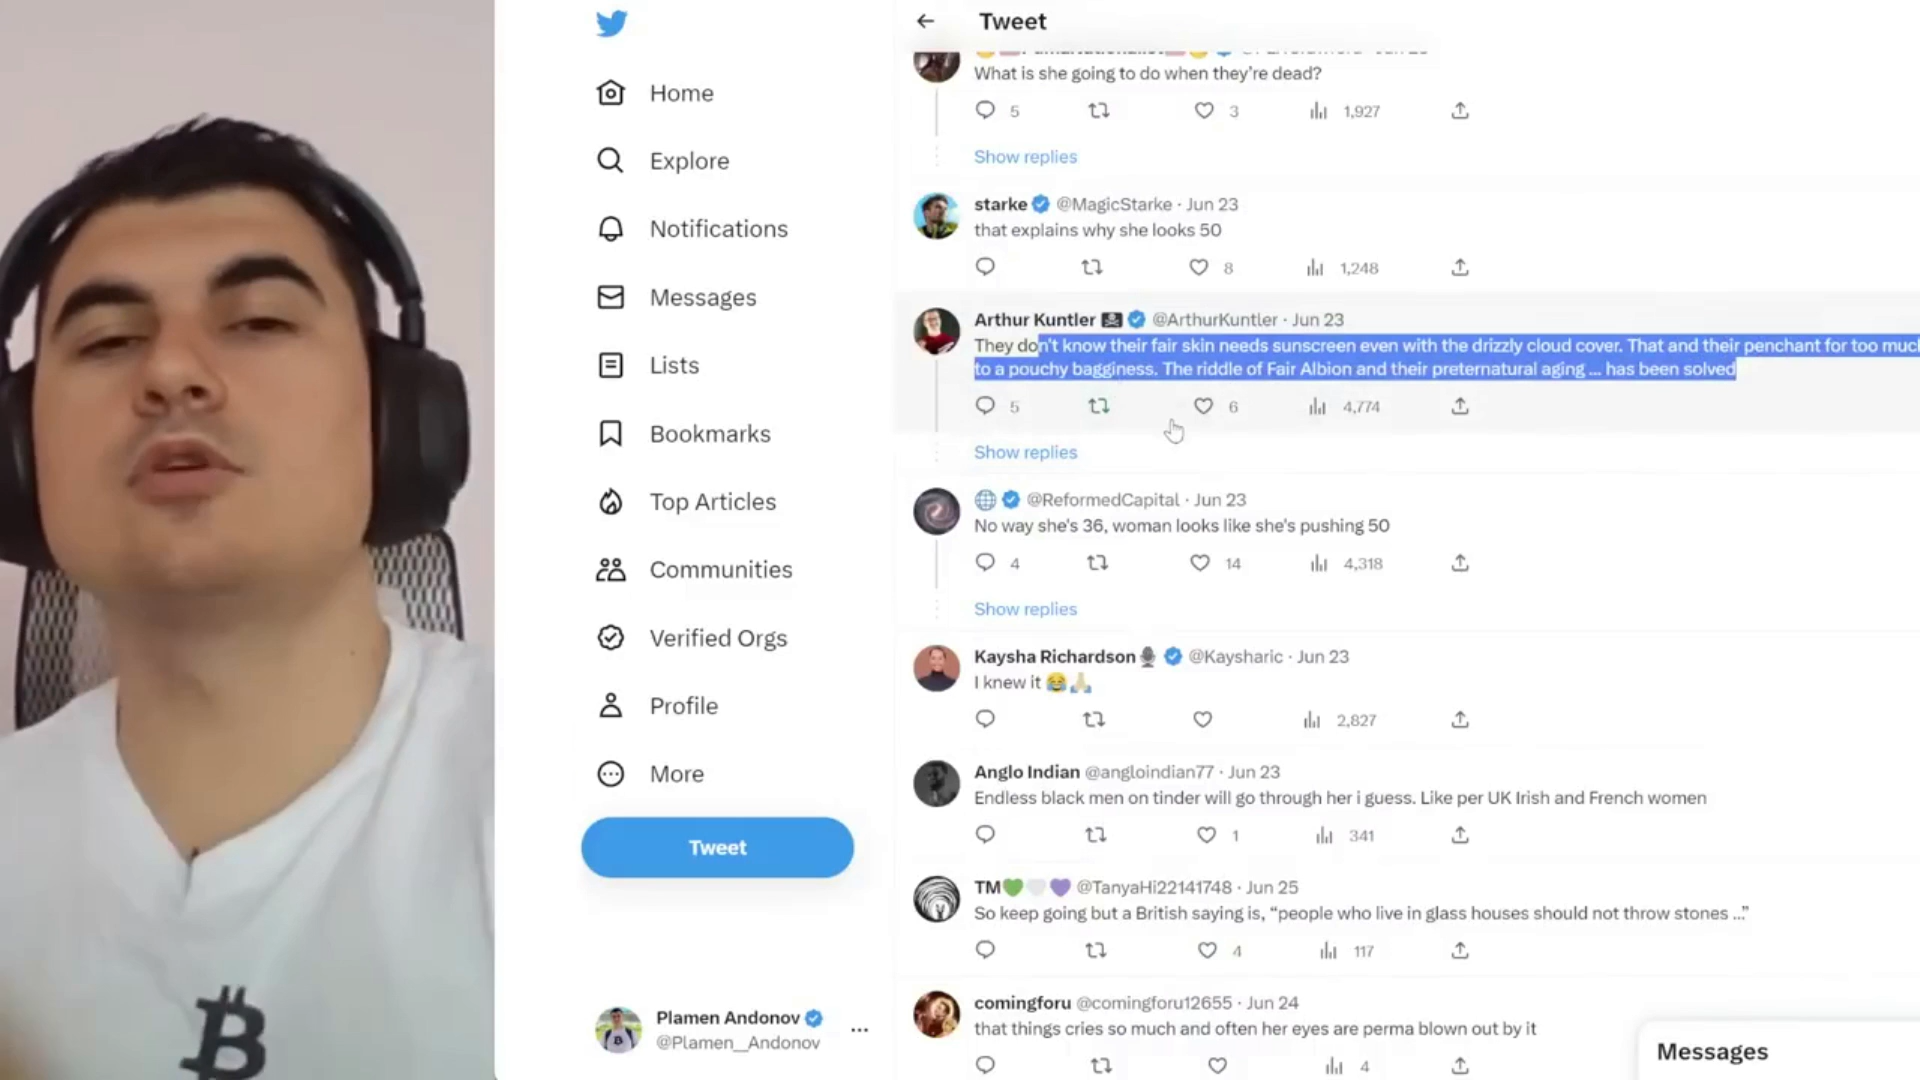 Home
Explore
Notifications
Messages
Lists
Bookmarks
Top Articles
Communities
Verified Orgs
Profile
More
Tweet
Plamen Andonov
@Plamen__Andonov
Tweet
What is she going to do when they're dead?
5 3 1,927
Show replies
starke @MagicStarke · Jun 23
that explains why she looks 50
8 1,248
Arthur Kuntler @ArthurKuntler · Jun 23
They don't know their fair skin needs sunscreen even with the drizzly cloud cover. That and their penchant for too much
to a pouchy bagginess. The riddle of Fair Albion and their preternatural aging ... has been solved
5 6 4,774
Show replies
@ReformedCapital · Jun 23
No way she's 36, woman looks like she's pushing 50
4 14 4,318
Show replies
Kaysha Richardson @Kaysharic · Jun 23
I knew it 😂🙏🏼
2,827
Anglo Indian @angloindian77 · Jun 23
Endless black men on tinder will go through her i guess. Like per UK Irish and French women
1 341
TM💚🤍💜 @TanyaHi22141748 · Jun 25
So keep going but a British saying is, “people who live in glass houses should not throw stones ...”
4 117
comingforu @comingforu12655 · Jun 24
that things cries so much and often her eyes are perma blown out by it
4
Messages